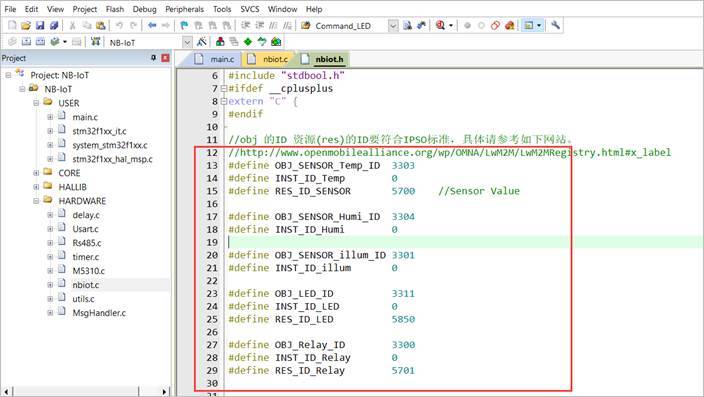 File Edit View Project Flash Debug Peripherals Tools SVCS Window Help
Command_LED
NB-IoT
Project
main.c nbiot.c nbiot.h
Project: NB-IoT
NB-IoT
USER
main.c
stm32f1xx_it.c
system_stm32f1xx.c
stm32f1xx_hal_msp.c
CORE
HALLIB
HARDWARE
delay.c
Usart.c
Rs485.c
timer.c
M5310.c
nbiot.c
utils.c
MsgHandler.c
6 #include "stdbool.h"
7 #ifdef __cplusplus
8 extern "C" {
9 #endif
10
11 //obj 的ID 资源(res)的ID要符合IPSO标准，具体请参考如下网站。
12 //http://www.openmobilealliance.org/wp/OMNA/LwM2M/LwM2MRegistry.html#x_label
13 #define OBJ_SENSOR_Temp_ID 3303
14 #define INST_ID_Temp 0
15 #define RES_ID_SENSOR 5700 //Sensor Value
16
17 #define OBJ_SENSOR_Humi_ID 3304
18 #define INST_ID_Humi 0
19
20 #define OBJ_SENSOR_illum_ID 3301
21 #define INST_ID_illum 0
22
23 #define OBJ_LED_ID 3311
24 #define INST_ID_LED 0
25 #define RES_ID_LED 5850
26
27 #define OBJ_Relay_ID 3300
28 #define INST_ID_Relay 0
29 #define RES_ID_Relay 5701
30
31